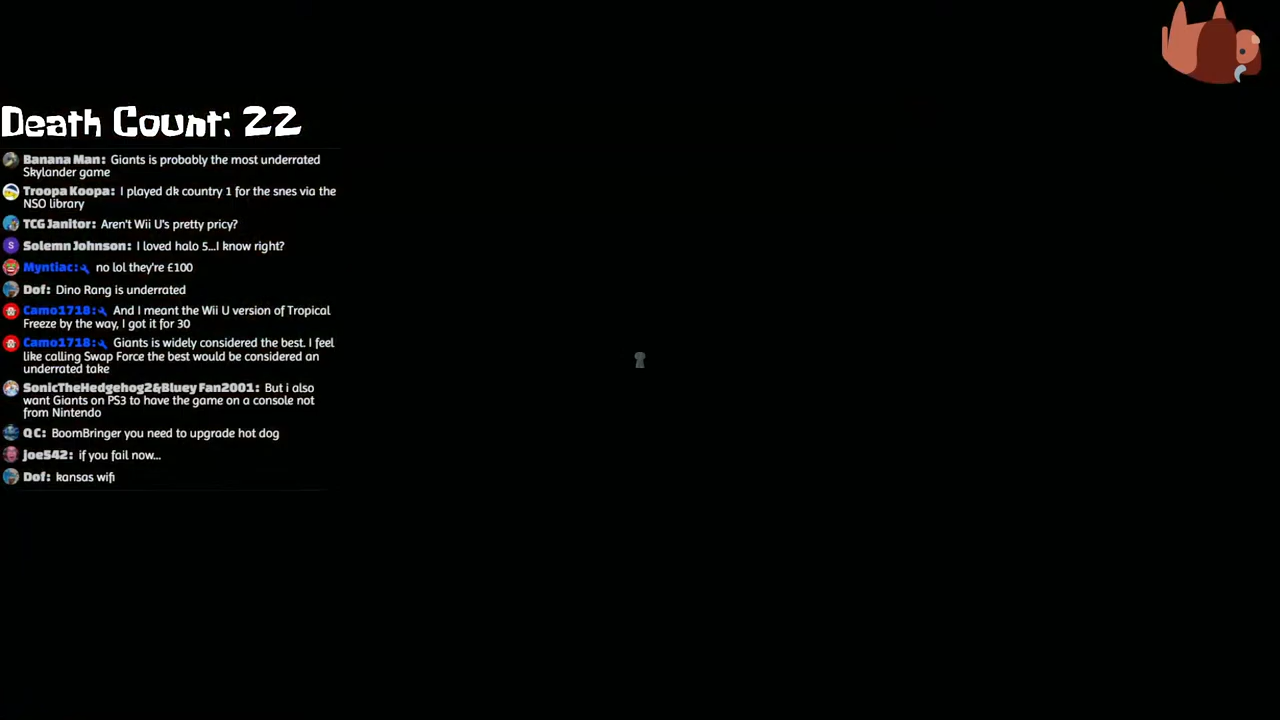 Death Count: 22
Banana Man: Giants is probably the most underrated
Skylander game
Troopa Koopa: I played dk country 1 for the snes via the
NSO library
TCG Janitor: Aren't Wii U's pretty pricy?
S Solemn Johnson: I loved halo 5...I know right?
Myntiac: no lol they're £100
Dof: Dino Rang is underrated
Camo1718: And I meant the Wii U version of Tropical
Freeze by the way, I got it for 30
Camo1718: Giants is widely considered the best. I feel
like calling Swap Force the best would be considered an
underrated take
SonicTheHedgehog2&Bluey Fan2001: But i also
want Giants on PS3 to have the game on a console not
from Nintendo
Q C: BoomBringer you need to upgrade hot dog
joe542: if you fail now...
Dof: kansas wifi